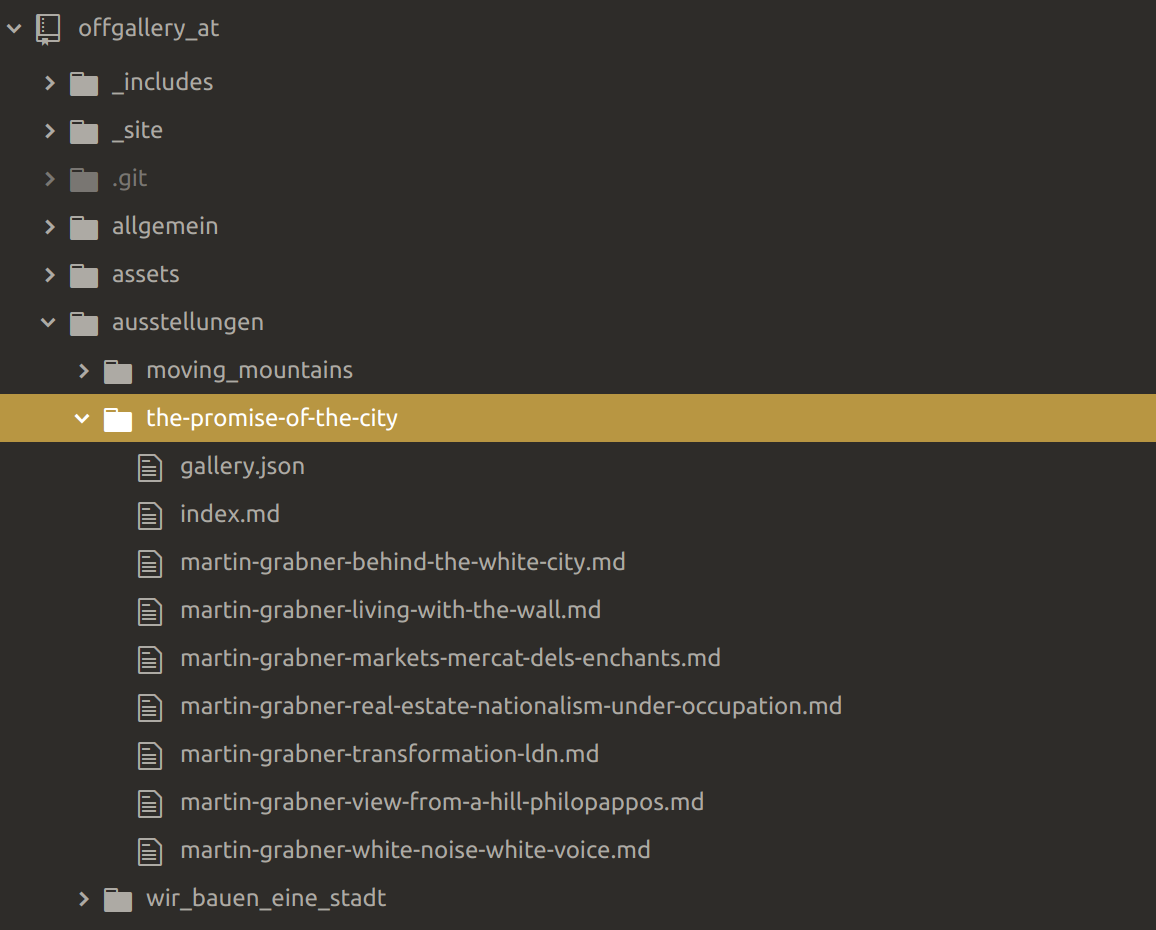 offgallery_at
_includes
_site
.git
allgemein
assets
ausstellungen
moving_mountains
the-promise-of-the-city
gallery.json
index.md
martin-grabner-behind-the-white-city.md
martin-grabner-living-with-the-wall.md
martin-grabner-markets-mercat-dels-enchants.md
martin-grabner-real-estate-nationalism-under-occupation.md
martin-grabner-transformation-ldn.md
martin-grabner-view-from-a-hill-philopappos.md
martin-grabner-white-noise-white-voice.md
wir_bauen_eine_stadt